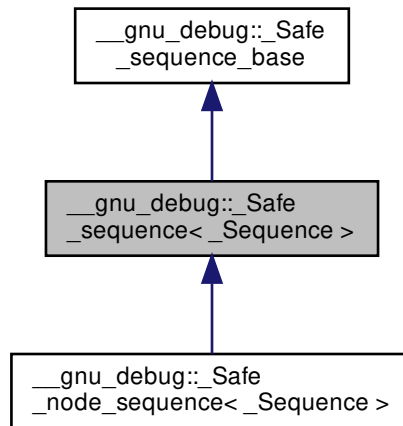 __gnu_debug::_Safe
_sequence_base
__gnu_debug::_Safe
_sequence< _Sequence >
__gnu_debug::_Safe
_node_sequence< _Sequence >